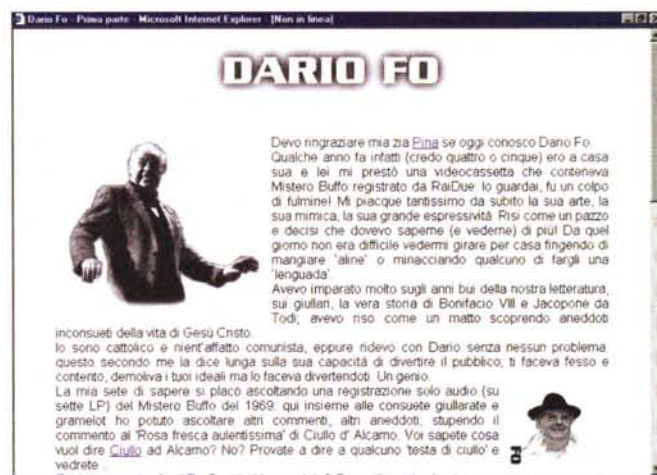 Dario Fo - Prima parte - Microsoft Internet Explorer - [Non in linea]
DARIO FO
Devo ringraziare mia zia Pina se oggi conosco Dario Fo.
Qualche anno fa infatti (credo quattro o cinque) ero a casa
sua e lei mi prestò una videocassetta che conteneva
Mistero Buffo registrato da RaiDue: lo guardai, fu un colpo
di fulmine! Mi piacque tantissimo da subito la sua arte, la
sua mimica, la sua grande espressività. Risi come un pazzo
e decisi che dovevo saperne (e vederne) di più! Da quel
giorno non era difficile vedermi girare per casa fingendo di
mangiare 'aline' o minacciando qualcuno di fargli una
'lenguada'.
Avevo imparato molto sugli anni bui della nostra letteratura,
sui giullari, la vera storia di Bonifacio VIII e Jacopone da
Todi; avevo riso come un matto scoprendo aneddoti
inconsueti della vita di Gesù Cristo.
Io sono cattolico e nient'affatto comunista, eppure ridevo con Dario senza nessun problema:
questo secondo me la dice lunga sulla sua capacità di divertire il pubblico; ti faceva fesso e
contento, demoliva i tuoi ideali ma lo faceva divertendoti. Un genio.
La mia sete di sapere si placò ascoltando una registrazione solo audio (su
sette LP) del Mistero Buffo del 1969: qui insieme alle consuete giullarate e
gramelot ho potuto ascoltare altri commenti, altri aneddoti; stupendo il
commento al 'Rosa fresca aulentissima' di Ciullo d' Alcamo. Voi sapete cosa
vuol dire Ciullo ad Alcamo? No? Provate a dire a qualcuno 'testa di ciullo' e
vedrete...
FO